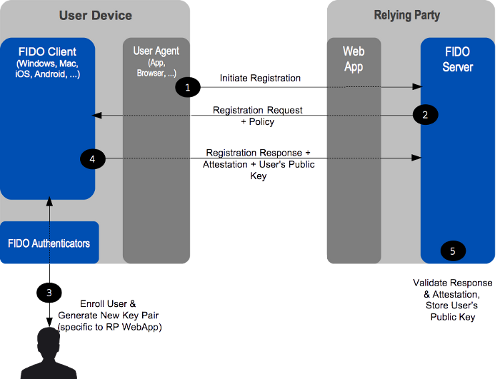 User Device
Relying Party
FIDO Client
(Windows, Mac,
iOS, Android, ...)
User Agent
(App,
Browser, ...)
Web
App
FIDO
Server
1
Initiate Registration
2
Registration Request
+ Policy
4
Registration Response +
Attestation + User's Public
Key
FIDO Authenticators
5
Validate Response
& Attestation,
Store User's
Public Key
3
Enroll User &
Generate New Key Pair
(specific to RP WebApp)